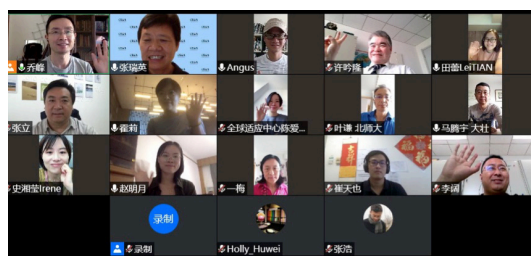 乔峰
张瑞英
Angus
许吟隆
田蕾LeiTIAN
张立
霍莉
全球适应中心陈爱...
叶谦 北师大
马腾宇 大壮
史湘莹Irene
赵明月
一梅
崔天也
李阔
录制
录制
Holly_Huwei
张浩